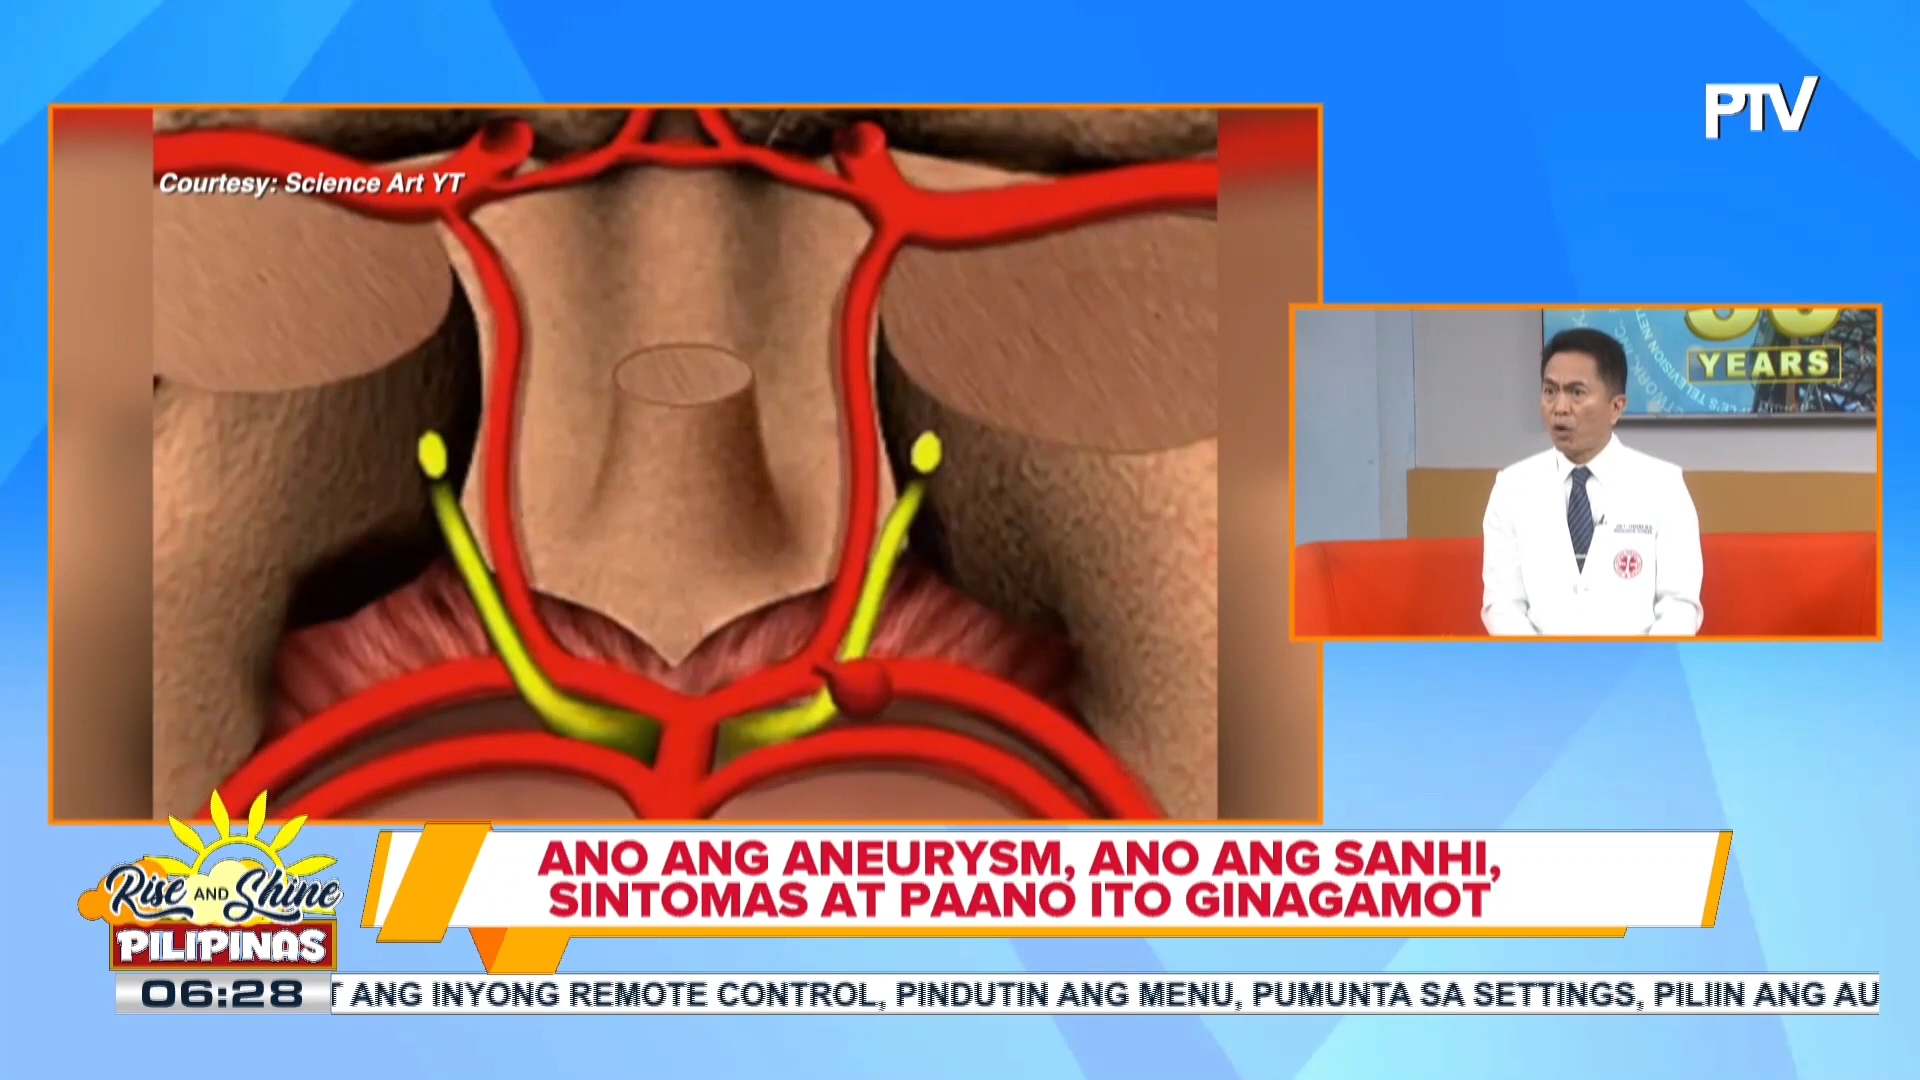 PTV
Courtesy: Science Art YT
YEARS
ANO ANG ANEURYSM, ANO ANG SANHI,
SINTOMAS AT PAANO ITO GINAGAMOT
Rise AND Shine
PILIPINAS
06:28
T ANG INYONG REMOTE CONTROL, PINDUTIN ANG MENU, PUMUNTA SA SETTINGS, PILIIN ANG AU